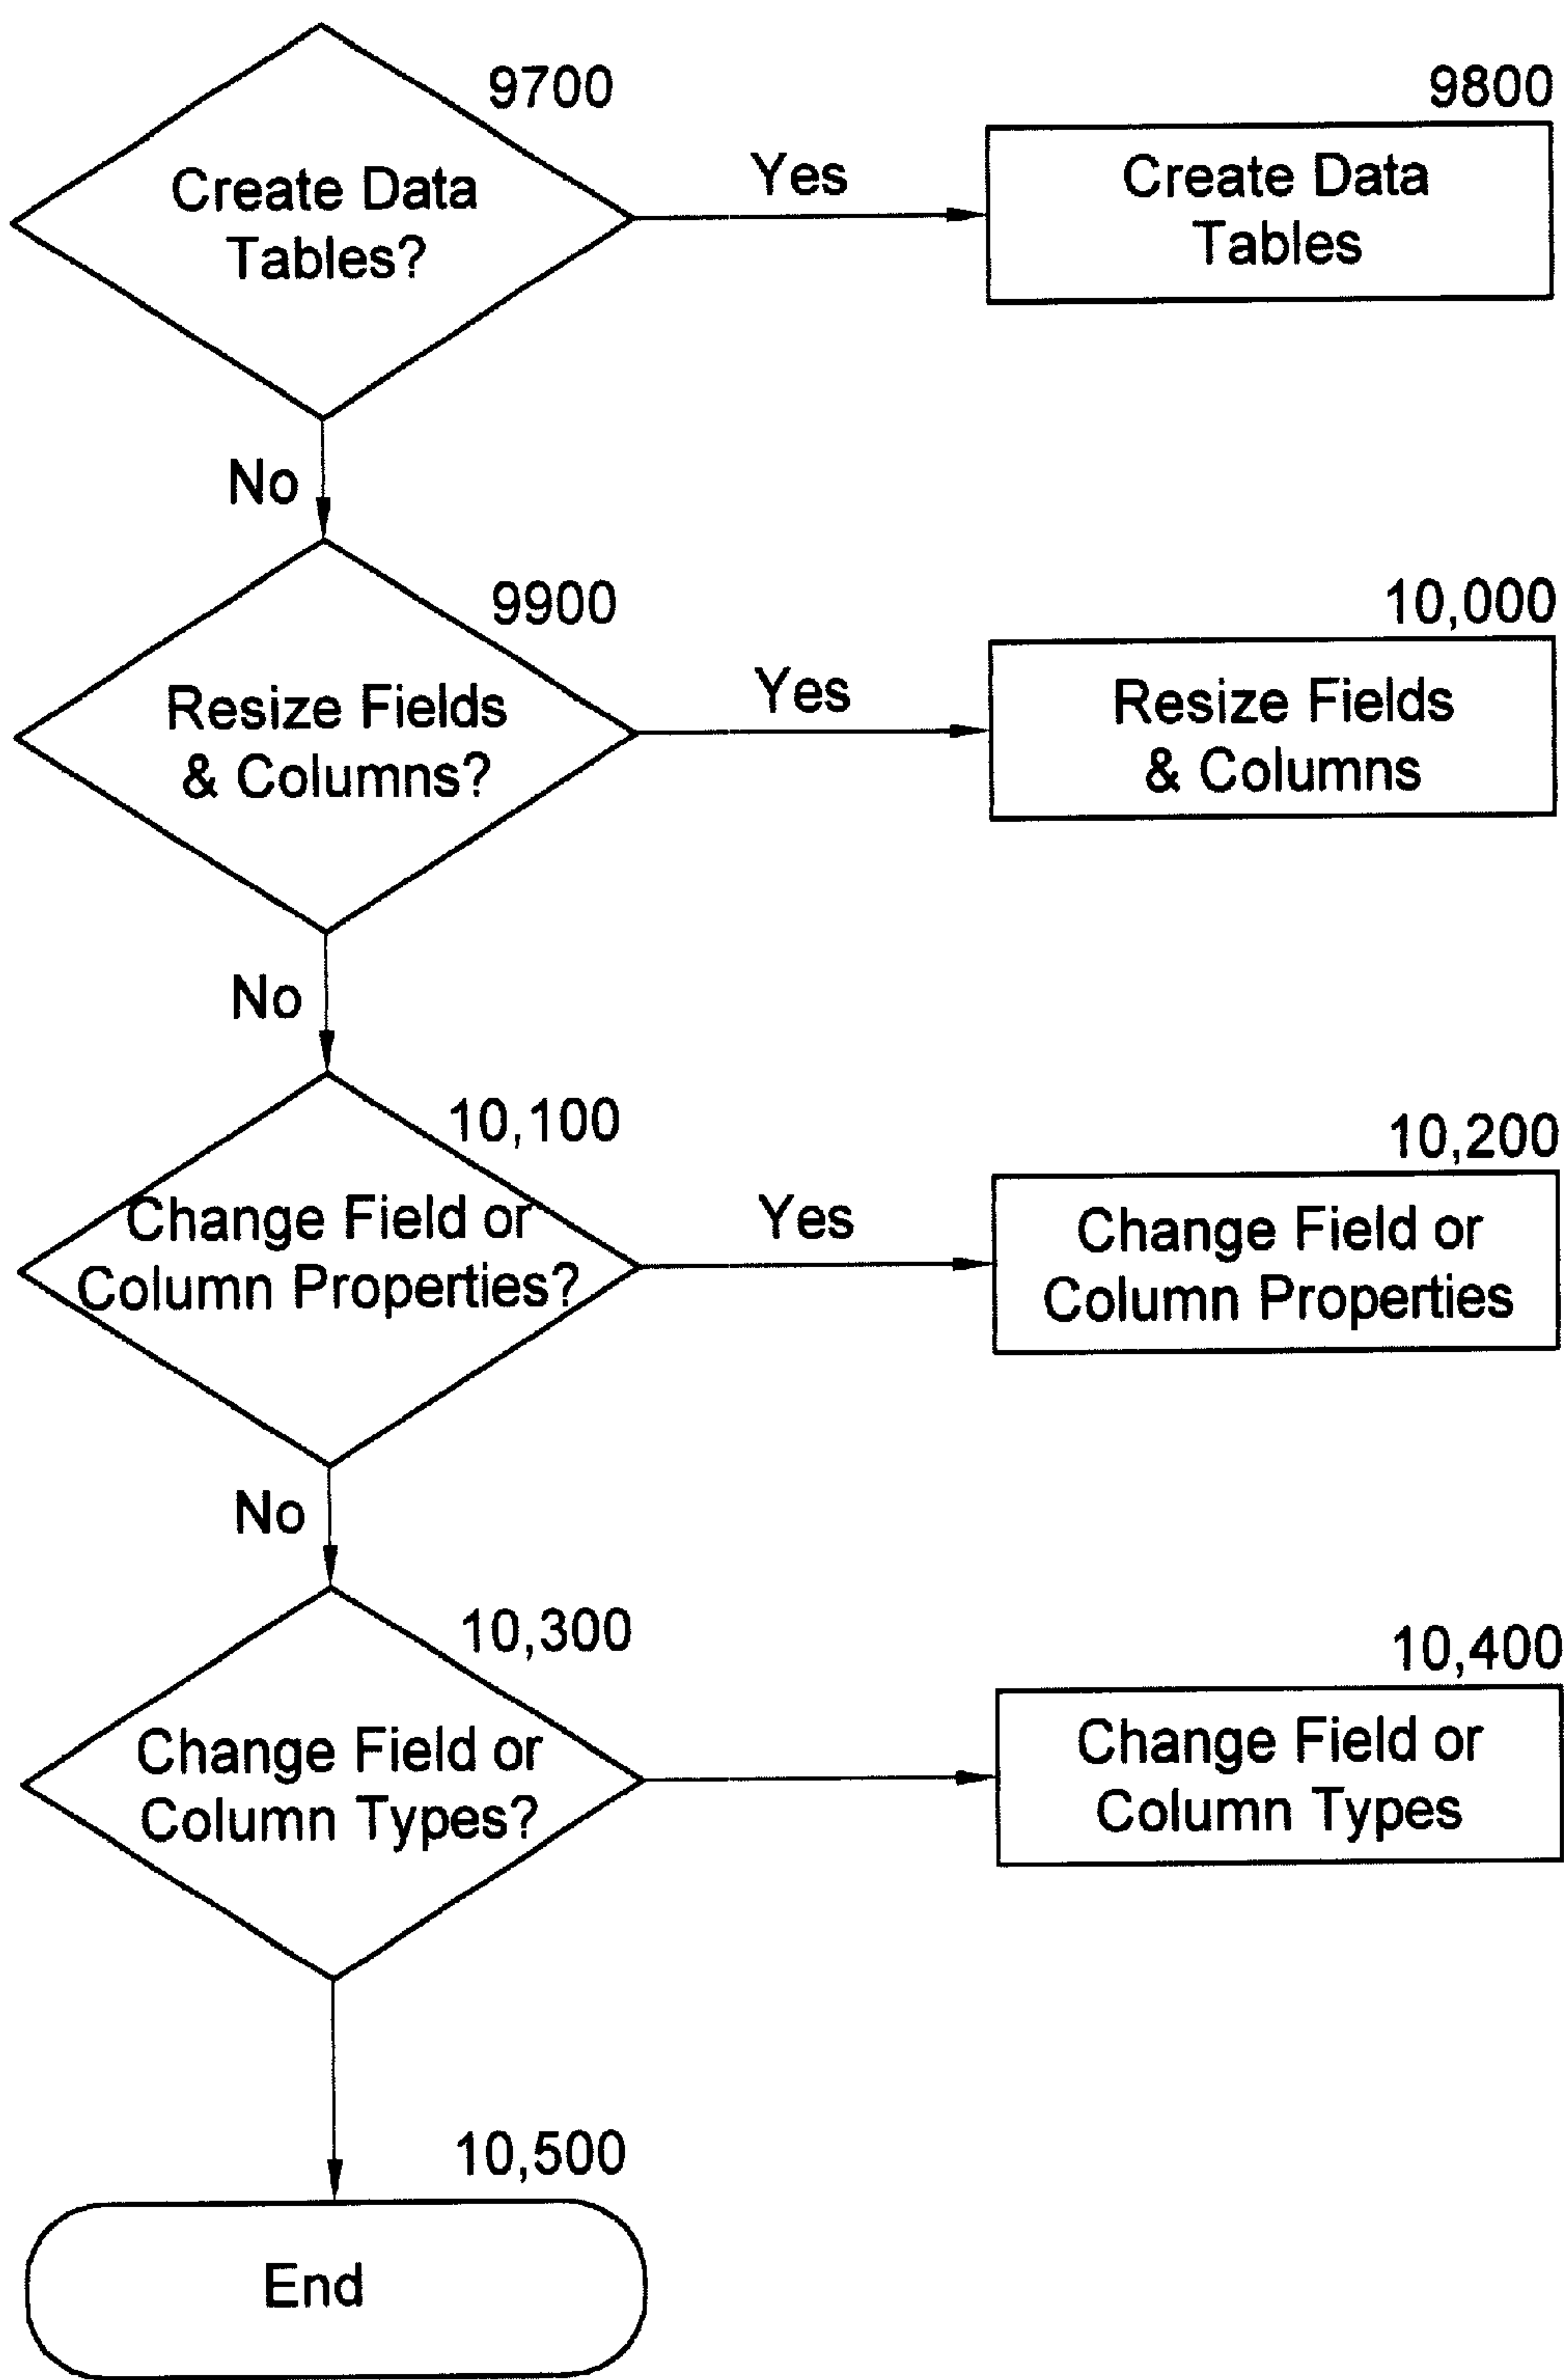 9700
Create Data
Tables?
Yes
9800
Create Data
Tables
No
9900
Resize Fields
& Columns?
Yes
10,000
Resize Fields
& Columns
No
10,100
Change Field or
Column Properties?
Yes
10,200
Change Field or
Column Properties
No
10,300
Change Field or
Column Types?
10,400
Change Field or
Column Types
10,500
End